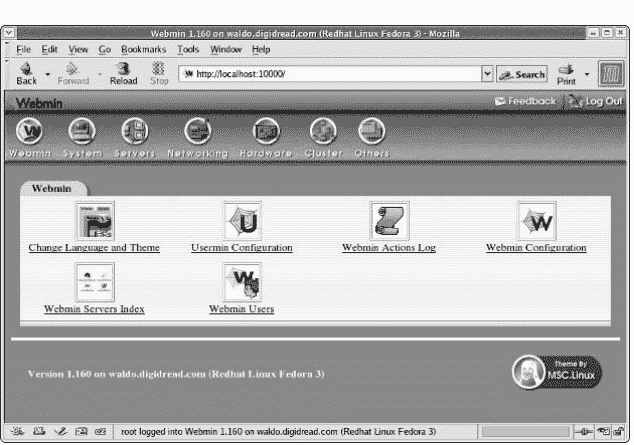 Webmin 1.160 on waldo.digidread.com (Redhat Linux Fedora 3) - Mozilla
File Edit View Go Bookmarks Tools Window Help
Back Forward Reload Stop http://localhost:10000/ Search Print
Webmin Feedback Log Out
Webmin System Servers Networking Hardware Cluster Others
Webmin
Change Language and Theme Usermin Configuration Webmin Actions Log Webmin Configuration
Webmin Servers Index Webmin Users
Version 1.160 on waldo.digidread.com (Redhat Linux Fedora 3)
Theme By
MSC.Linux
root logged into Webmin 1.160 on waldo.digidread.com (Redhat Linux Fedora 3)